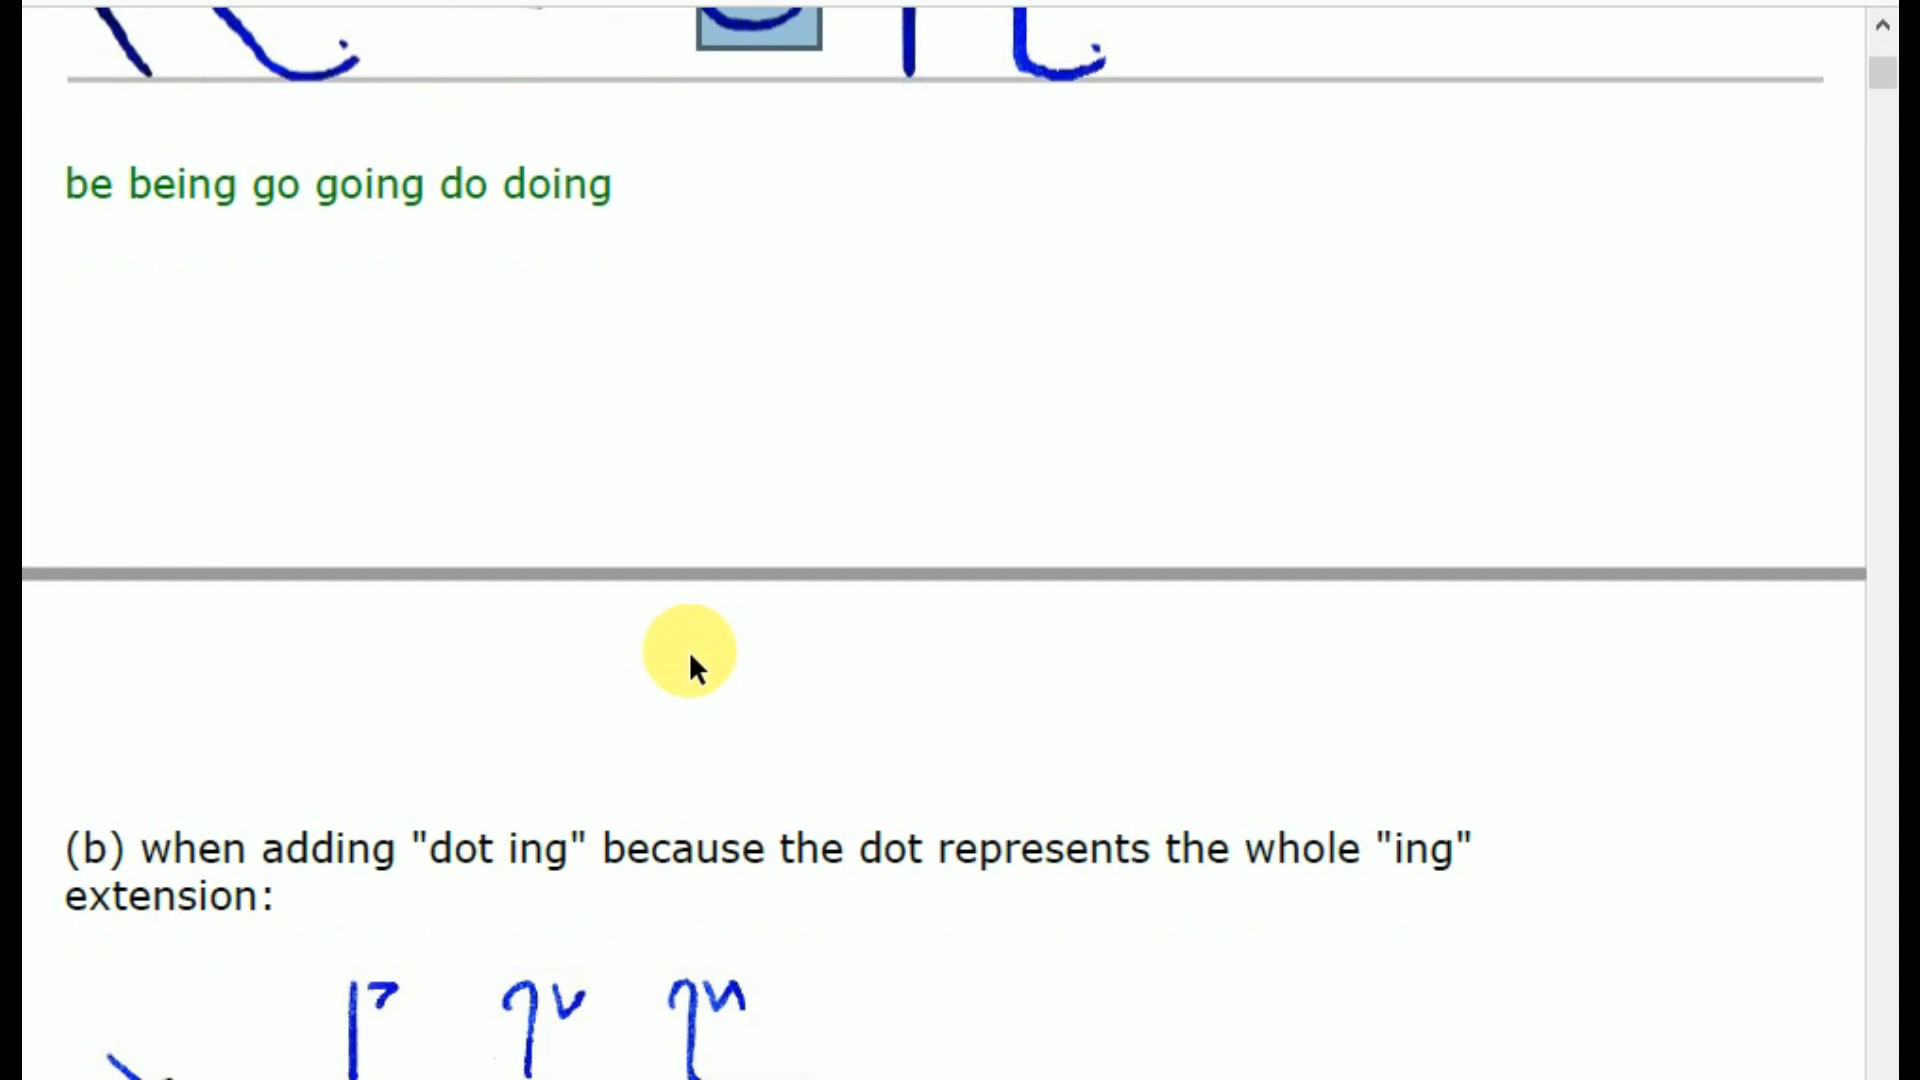 be being go going do doing
(b) when adding "dot ing" because the dot represents the whole "ing"
extension: